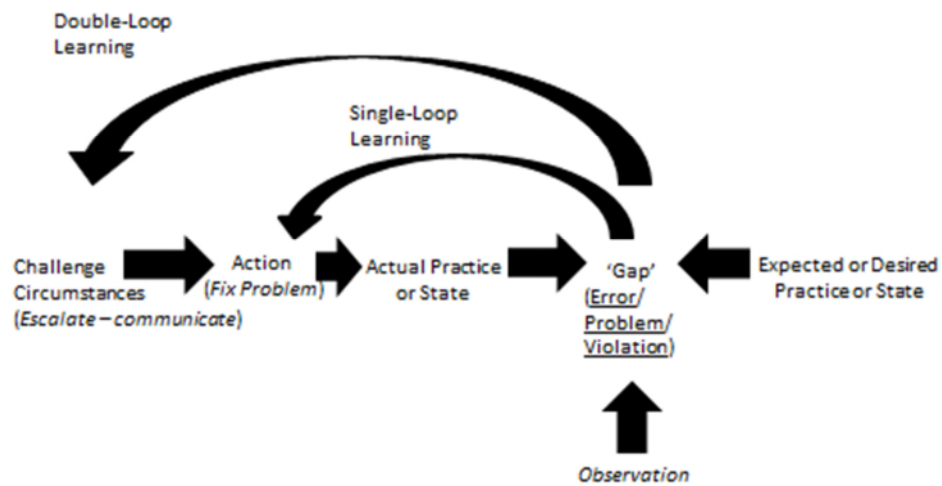 Double-Loop
Learning
Single-Loop
Learning
Challenge
Circumstances
(Escalate – communicate)
Action
(Fix Problem)
Actual Practice
or State
‘Gap’
(Error/
Problem/
Violation)
Expected or Desired
Practice or State
Observation